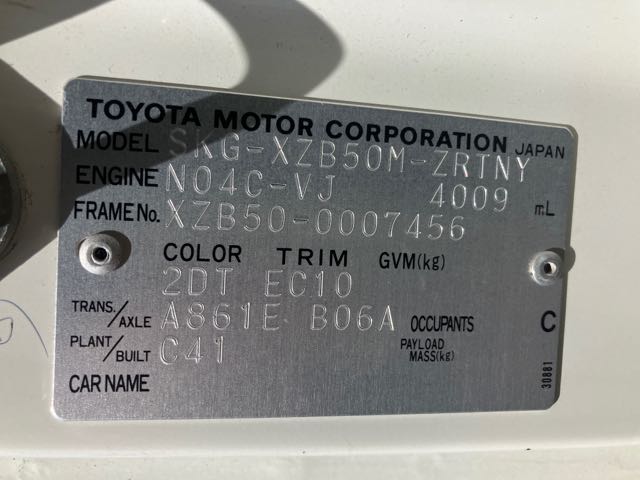 TOYOTA MOTOR CORPORATION JAPAN
MODEL SKG-XZB50M-ZRTNY
ENGINE N04C-VJ 4009 mL
FRAME No. XZB50-0007456
COLOR TRIM GVM(kg)
2DT EC10
TRANS./AXLE A861E B06A OCCUPANTS C
PLANT/BUILT C41 PAYLOAD MASS(kg)
CAR NAME
30881